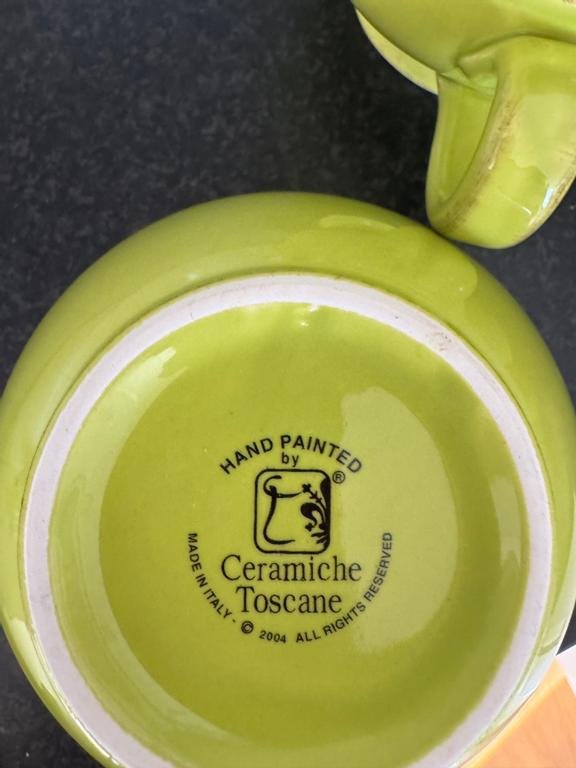 HAND PAINTED
by
®
Ceramiche
Toscane
MADE IN ITALY - © 2004 ALL RIGHTS RESERVED